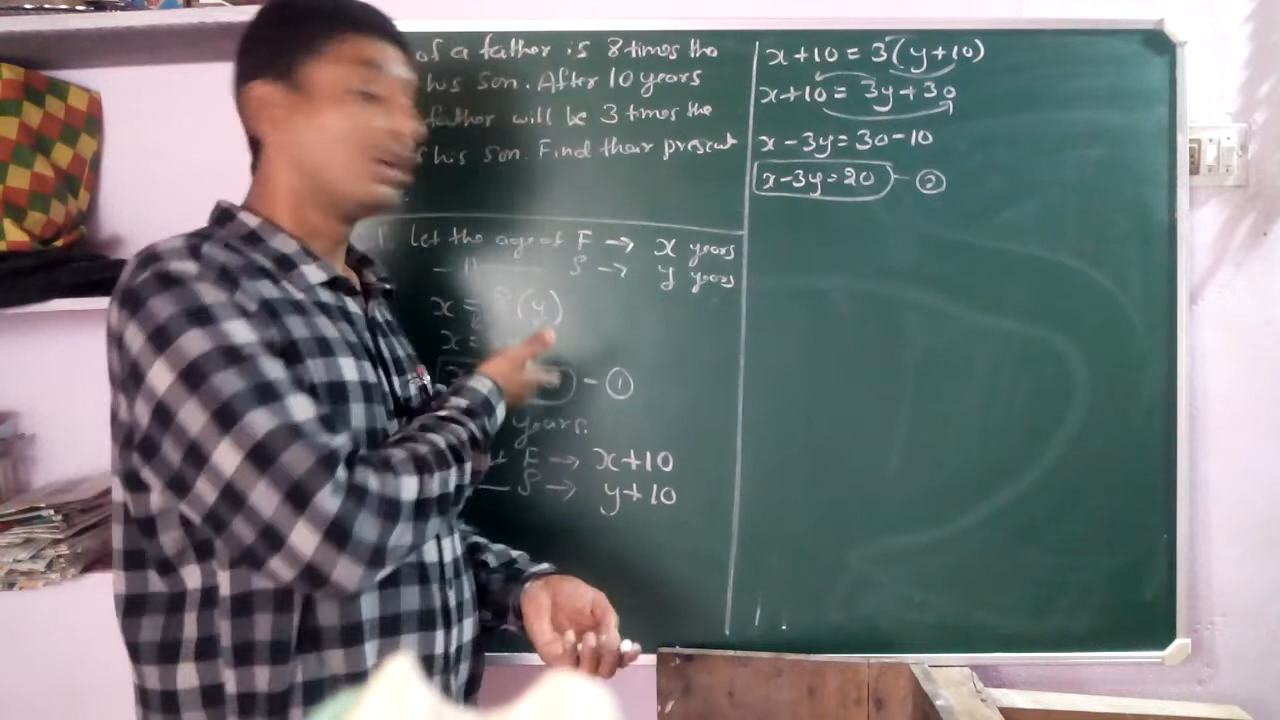 of a father is 8 times the
his son. After 10 years
father will be 3 times the
his son. Find their present
Let the age of F → x years
— 11 — S → y years
x = 8(y)
x =
— ①
years.
F → x+10
— S → y+10
x+10 = 3(y+10)
x+10 = 3y+30
x-3y=30-10
x-3y=20 — ②